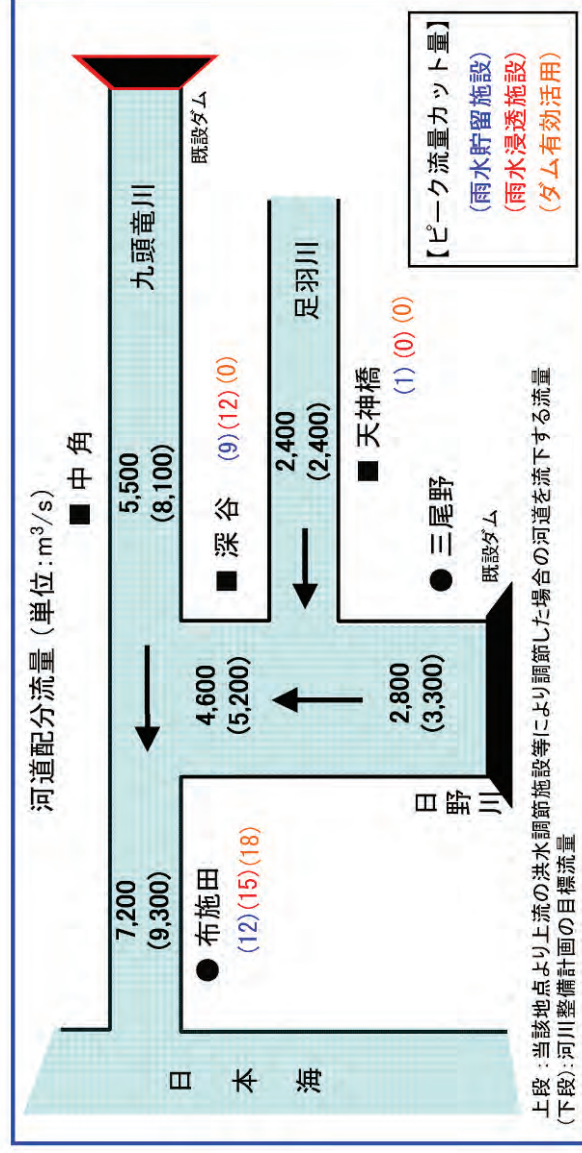 河道配分流量 (単位:m³/s)
■ 中 角
九頭竜川
既設ダム
5,500
(8,100)
7,200
(9,300)
■ 深 谷
(9)(12)(0)
足羽川
2,400
(2,400)
4,600
(5,200)
■ 天神橋
(1)(0)(0)
● 三尾野
既設ダム
2,800
(3,300)
日野川
● 布施田
(12)(15)(18)
日 本 海
【ピーク流量カット量】
(雨水貯留施設)
(雨水浸透施設)
(ダム有効活用)
上段:当該地点より上流の洪水調節施設等により調節した場合の河道を流下する流量
(下段):河川整備計画の目標流量